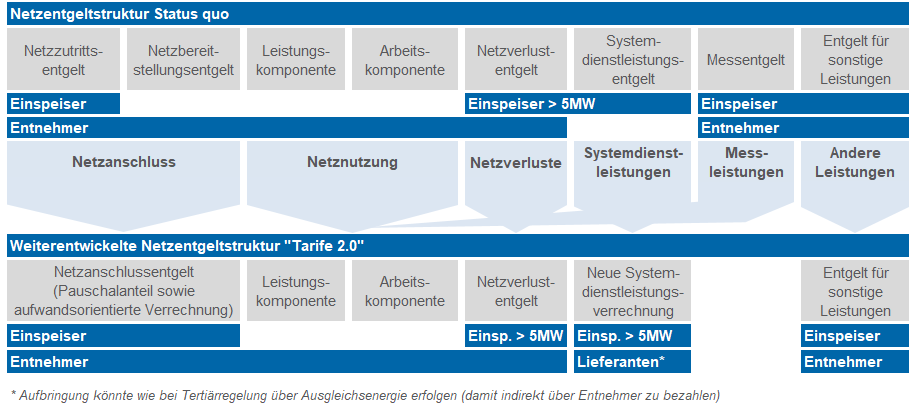 Netzentgeltstruktur Status quo
Netzzutritts-
entgelt
Netzbereit-
stellungsentgelt
Leistungs-
komponente
Arbeits-
komponente
Netzverlust-
entgelt
System-
dienstleistungs-
entgelt
Messentgelt
Entgelt für
sonstige
Leistungen
Einspeiser
Einspeiser > 5MW
Einspeiser
Entnehmer
Entnehmer
Netzanschluss
Netznutzung
Netzverluste
Systemdienst-
leistungen
Mess-
leistungen
Andere
Leistungen
Weiterentwickelte Netzentgeltstruktur "Tarife 2.0"
Netzanschlussentgelt
(Pauschalanteil sowie
aufwandsorientierte Verrechnung)
Leistungs-
komponente
Arbeits-
komponente
Netzverlust-
entgelt
Neue System-
dienstleistungs-
verrechnung
Entgelt für
sonstige
Leistungen
Einspeiser
Einsp. > 5MW
Einsp. > 5MW
Einspeiser
Entnehmer
Lieferanten*
Entnehmer
* Aufbringung könnte wie bei Tertiärregelung über Ausgleichsenergie erfolgen (damit indirekt über Entnehmer zu bezahlen)